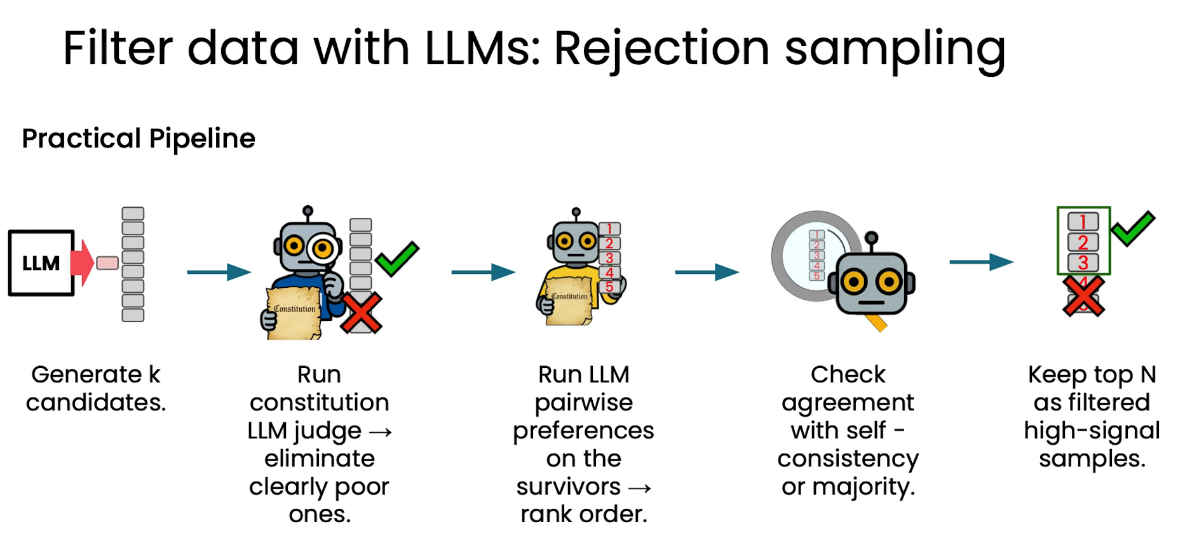 Filter data with LLMs: Rejection sampling
Practical Pipeline
LLM
Constitution
1
2
3
4
5
Constitution
1
2
3
4
5
1
2
3
4
Generate k
candidates.
Run
constitution
LLM judge →
eliminate
clearly poor
ones.
Run LLM
pairwise
preferences
on the
survivors →
rank order.
Check
agreement
with self -
consistency
or majority.
Keep top N
as filtered
high-signal
samples.